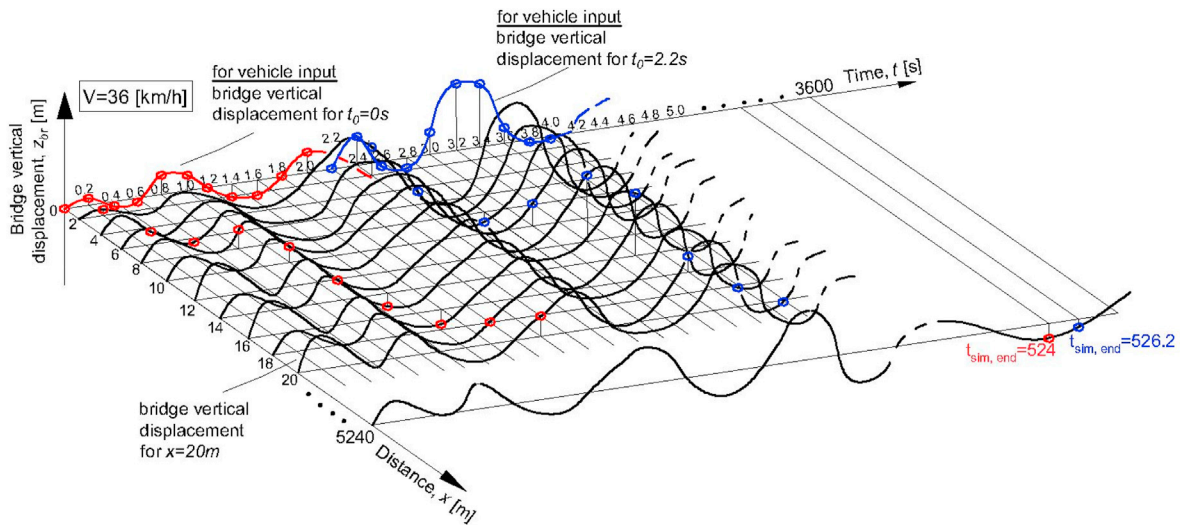 for vehicle input
bridge vertical
displacement for t0=2.2s
for vehicle input
bridge vertical
displacement
for t0=0s
V=36 [km/h]
Bridge vertical
displacement, zbr [m]
3600 Time, t [s]
0.2 0.4 0.6 0.8 1.0 1.2 1.4 1.6 1.8 2.0 2.2 2.4 2.6 2.8 3.0 3.2 3.4 3.6 3.8 4.0 4.2 4.4 4.6 4.8 5.0
0
2
4
6
8
10
12
14
16
18
20
5240
Distance, x [m]
bridge vertical
displacement
for x=20m
tsim, end=524
tsim, end=526.2